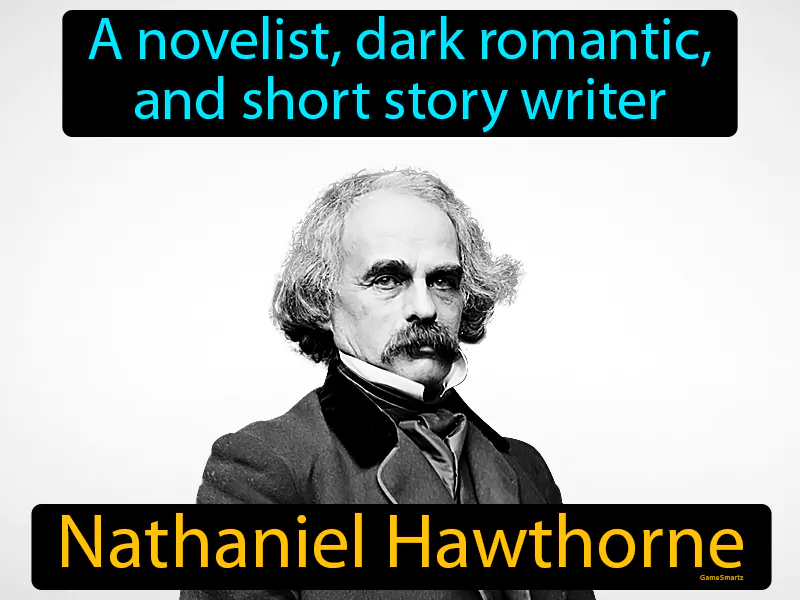 A novelist, dark romantic,
and short story writer
Nathaniel Hawthorne
GameSmartz